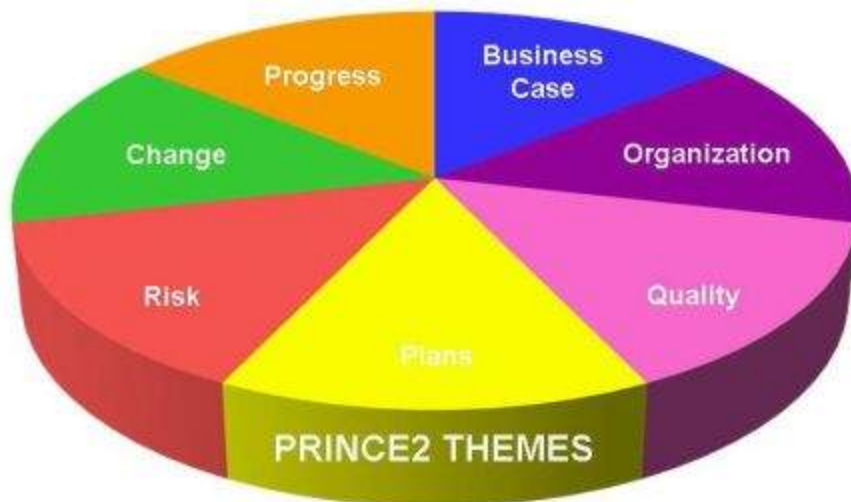 Progress
Business
Case
Change
Organization
Risk
Quality
Plans
PRINCE2 THEMES